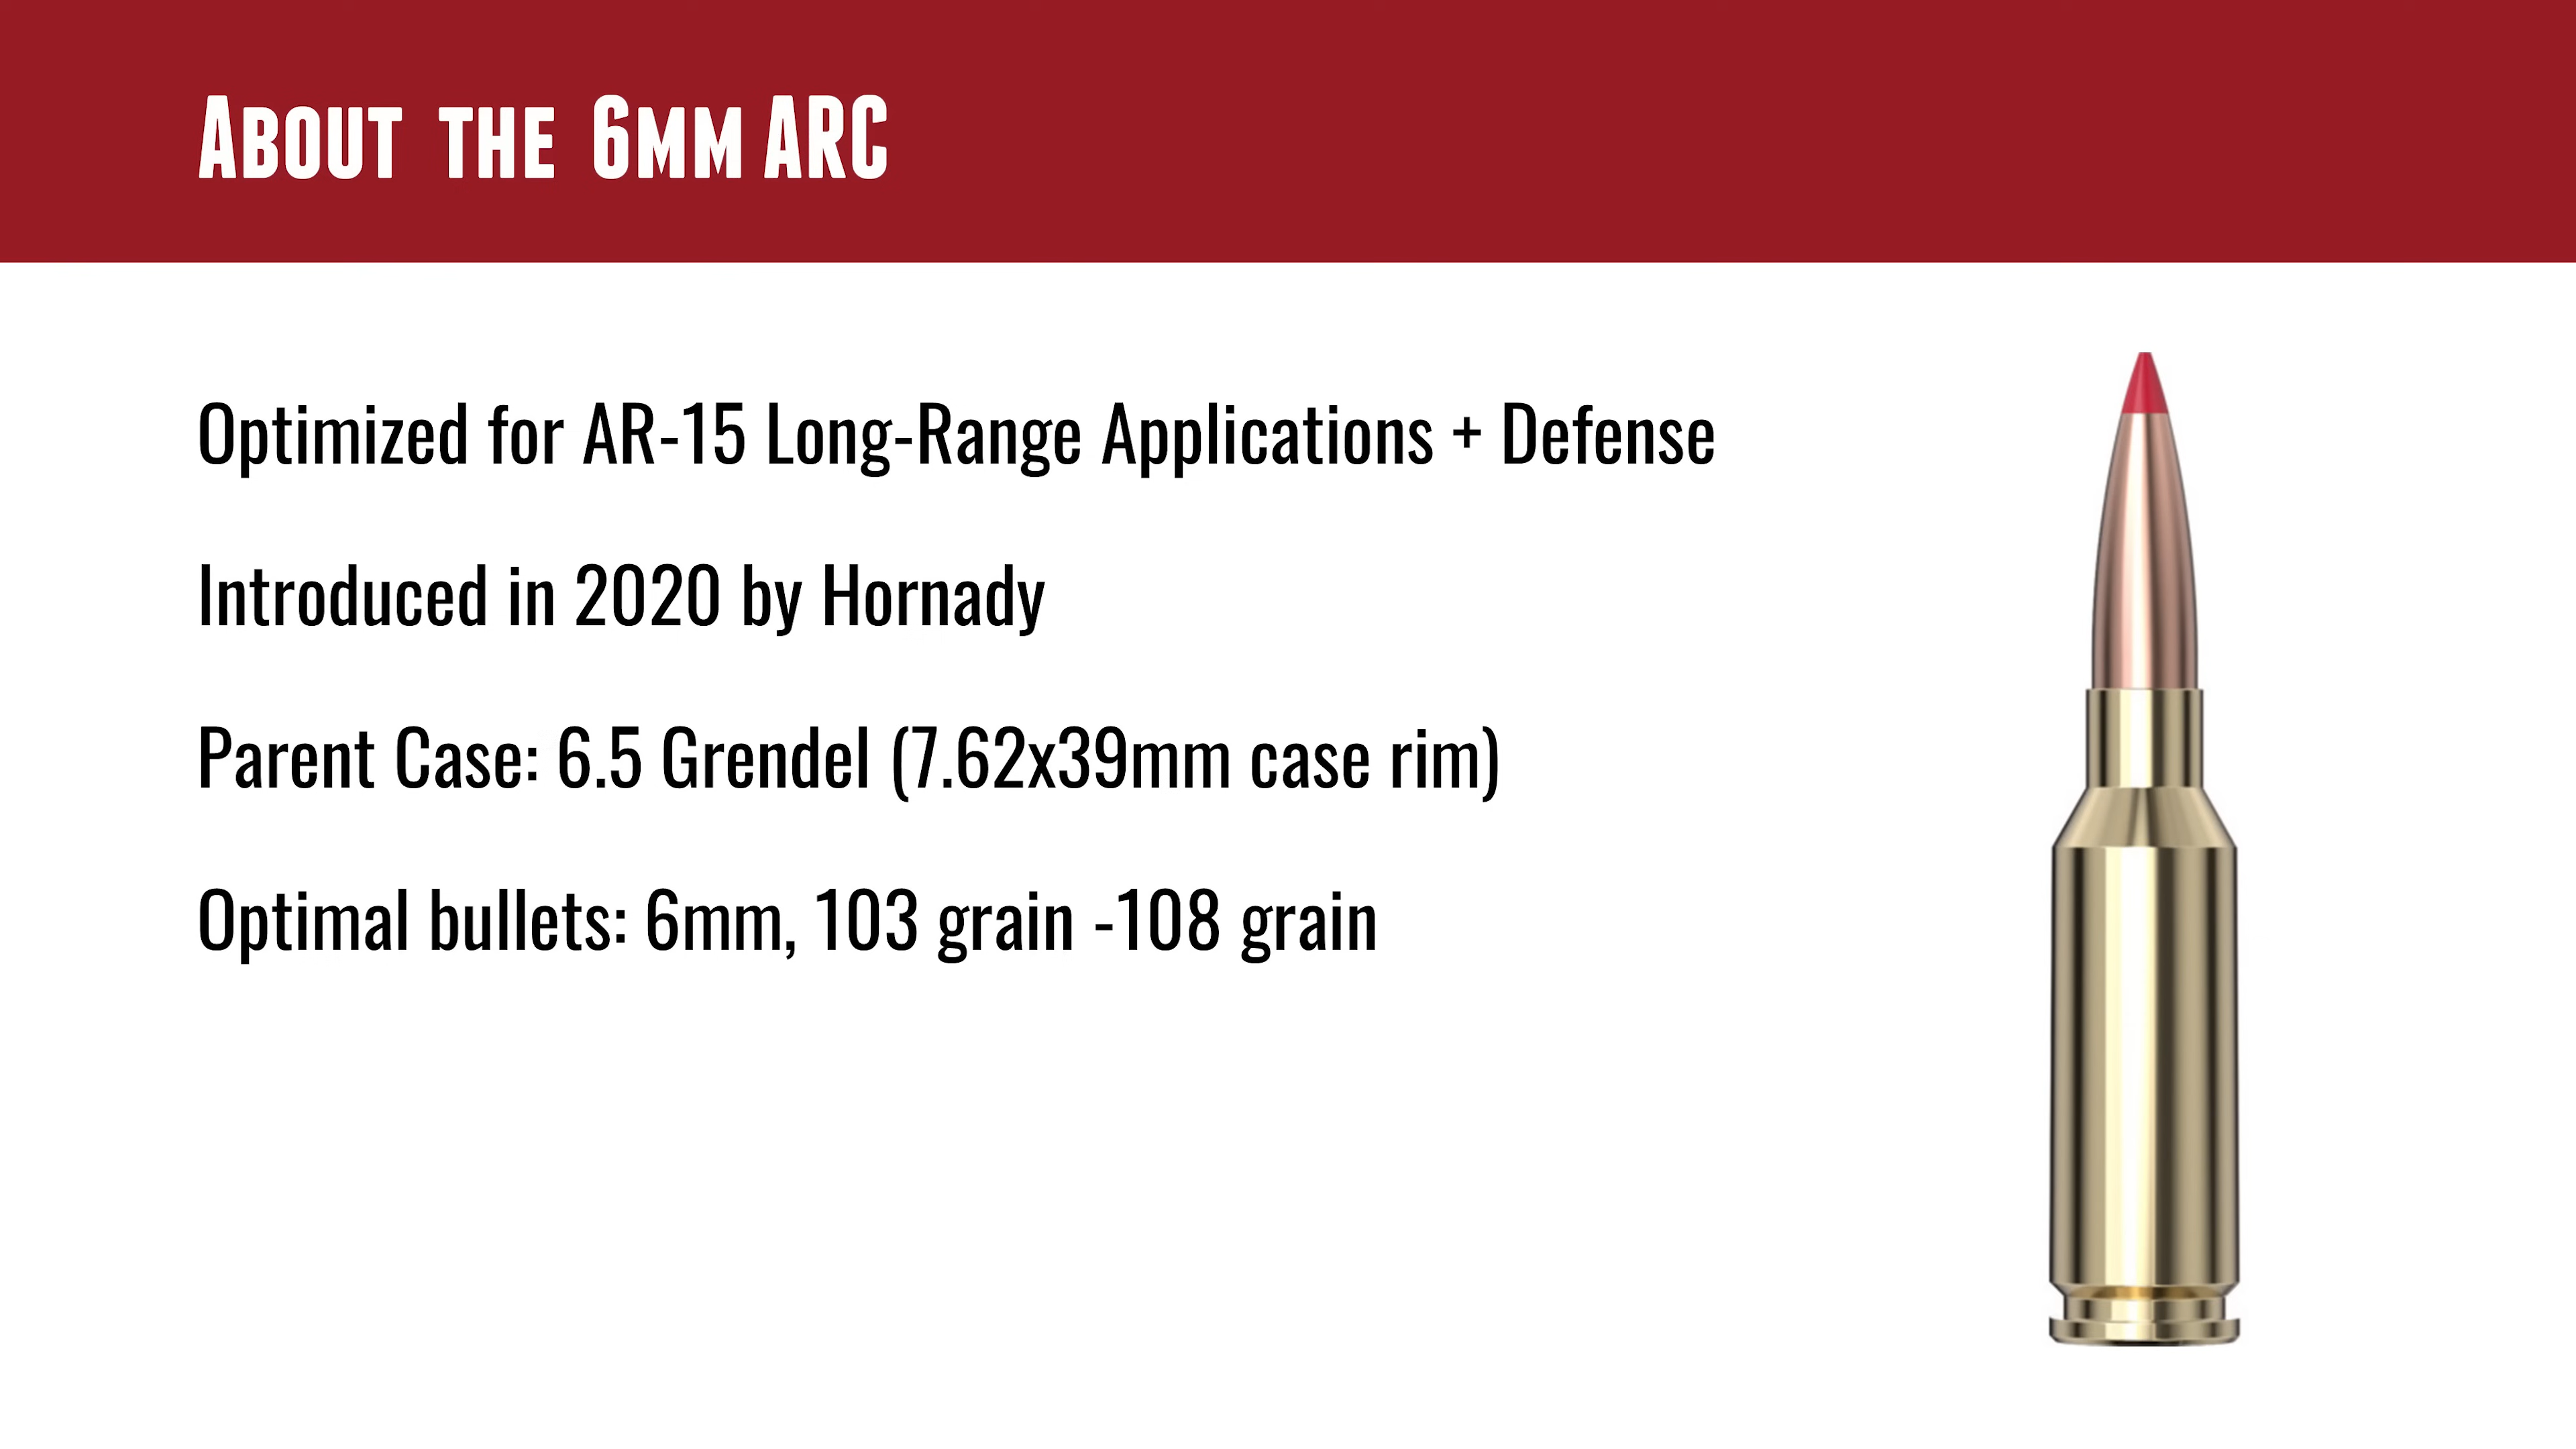 About the 6mm ARC
Optimized for AR-15 Long-Range Applications + Defense
Introduced in 2020 by Hornady
Parent Case: 6.5 Grendel (7.62x39mm case rim)
Optimal bullets: 6mm, 103 grain -108 grain